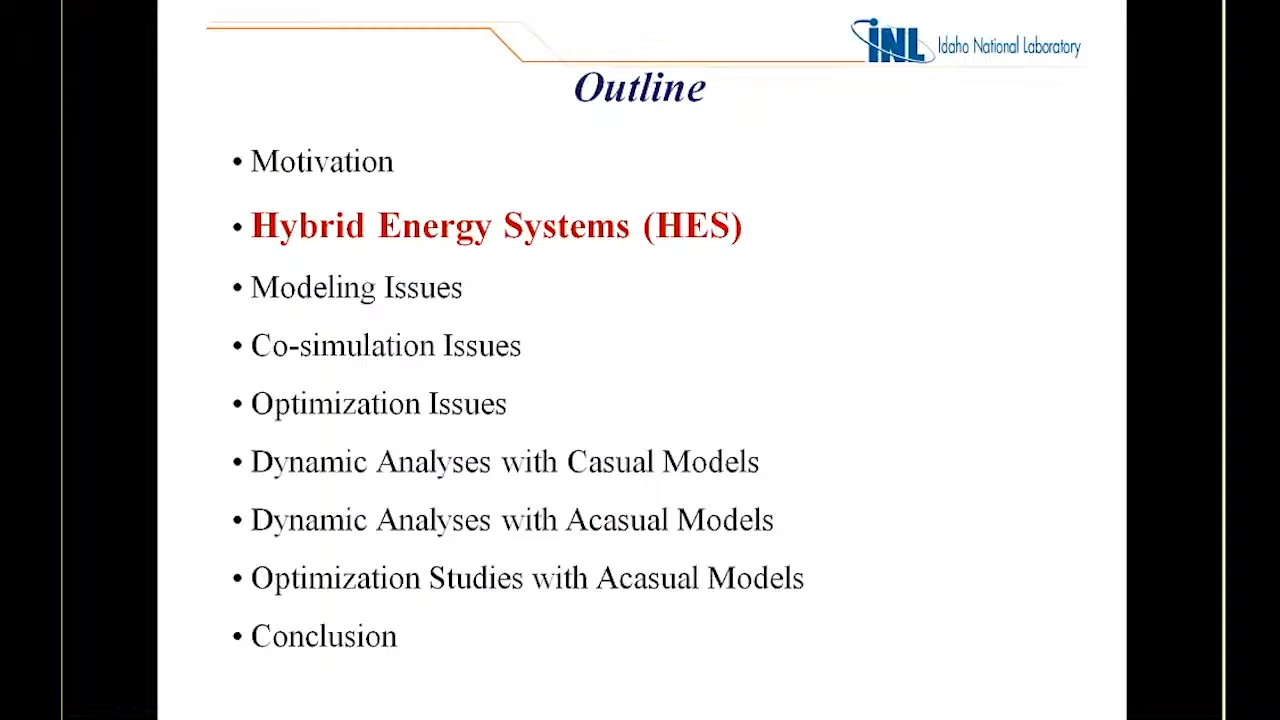 INL Idaho National Laboratory
Outline
• Motivation
• Hybrid Energy Systems (HES)
• Modeling Issues
• Co-simulation Issues
• Optimization Issues
• Dynamic Analyses with Casual Models
• Dynamic Analyses with Acasual Models
• Optimization Studies with Acasual Models
• Conclusion